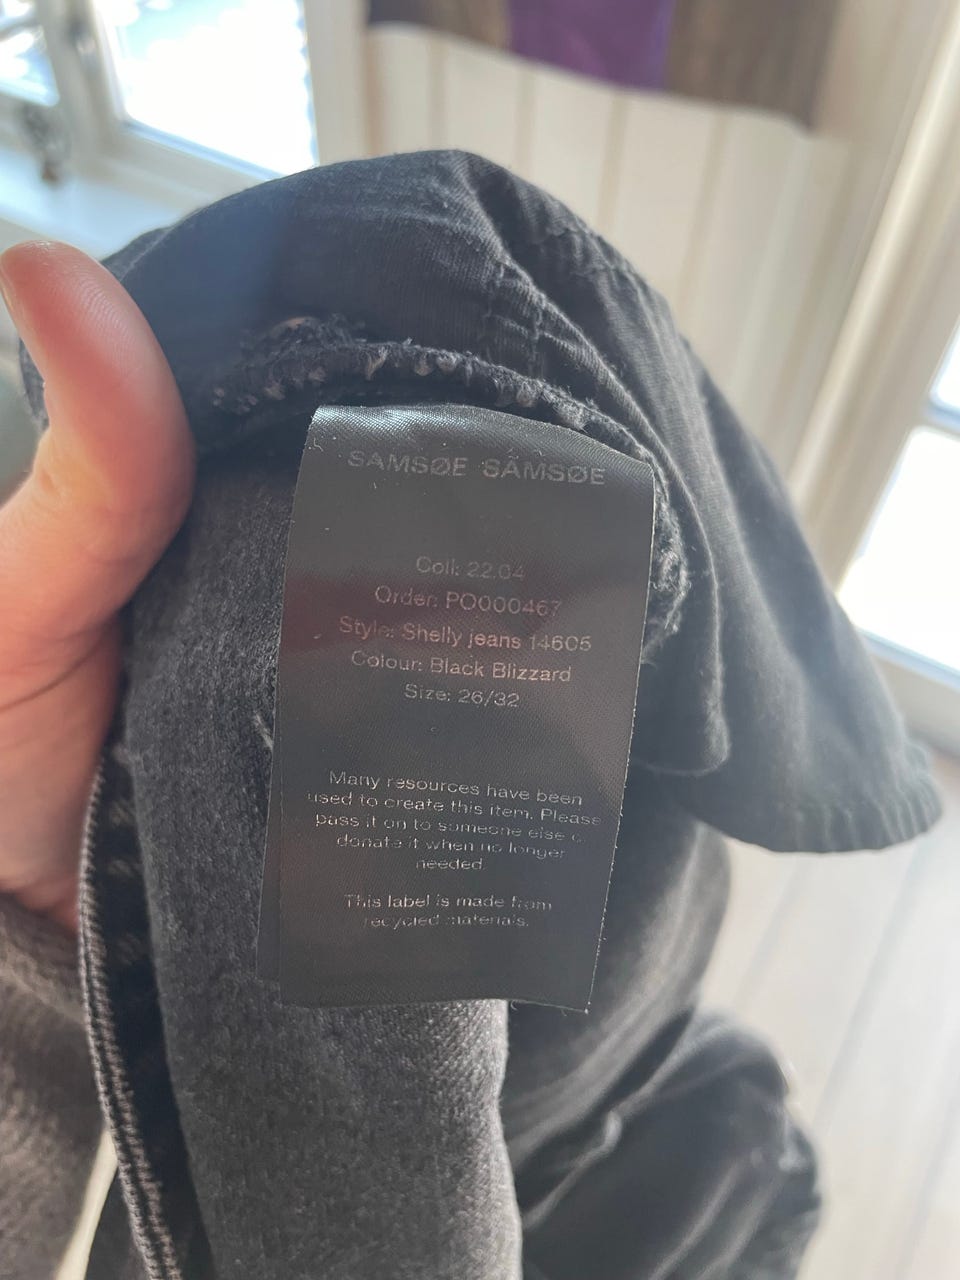 SAMSØE SAMSØE
Coll: 22.04
Order: PO000467
Style: Shelly jeans 14605
Colour: Black Blizzard
Size: 26/32
Many resources have been
used to create this item. Please
pass it on to someone else
donate it when no longer
needed.
This label is made from
recycled materials.